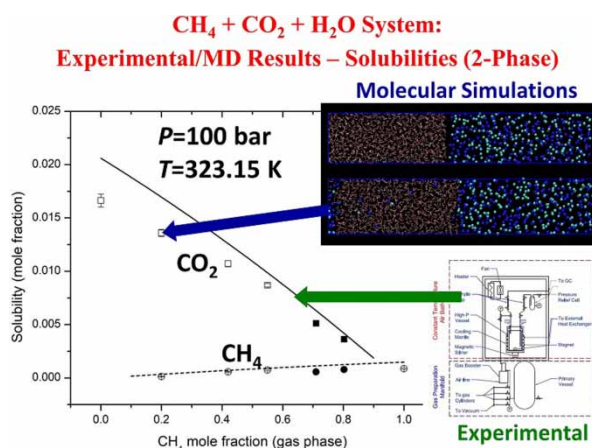 CH4 + CO2 + H2O System:
Experimental/MD Results – Solubilities (2-Phase)
Molecular Simulations
P=100 bar
T=323.15 K
CO2
CH4
Solubility (mole fraction)
0.025
0.020
0.015
0.010
0.005
0.000
0.0 0.2 0.4 0.6 0.8 1.0
CH4 mole fraction (gas phase)
Constant Temperature
Air Bath
Fan
Heater
To GC
Pressure
Relief Cell
High P
Vessel
Cooling
Mantle
Magnetic
Stirrer
To External
Heat Exchanger
Magnet
Gas Preparation
Manifold
Gas Booster
Air line
To gas
Cylinders
To Vacuum
Primary
Vessel
Experimental